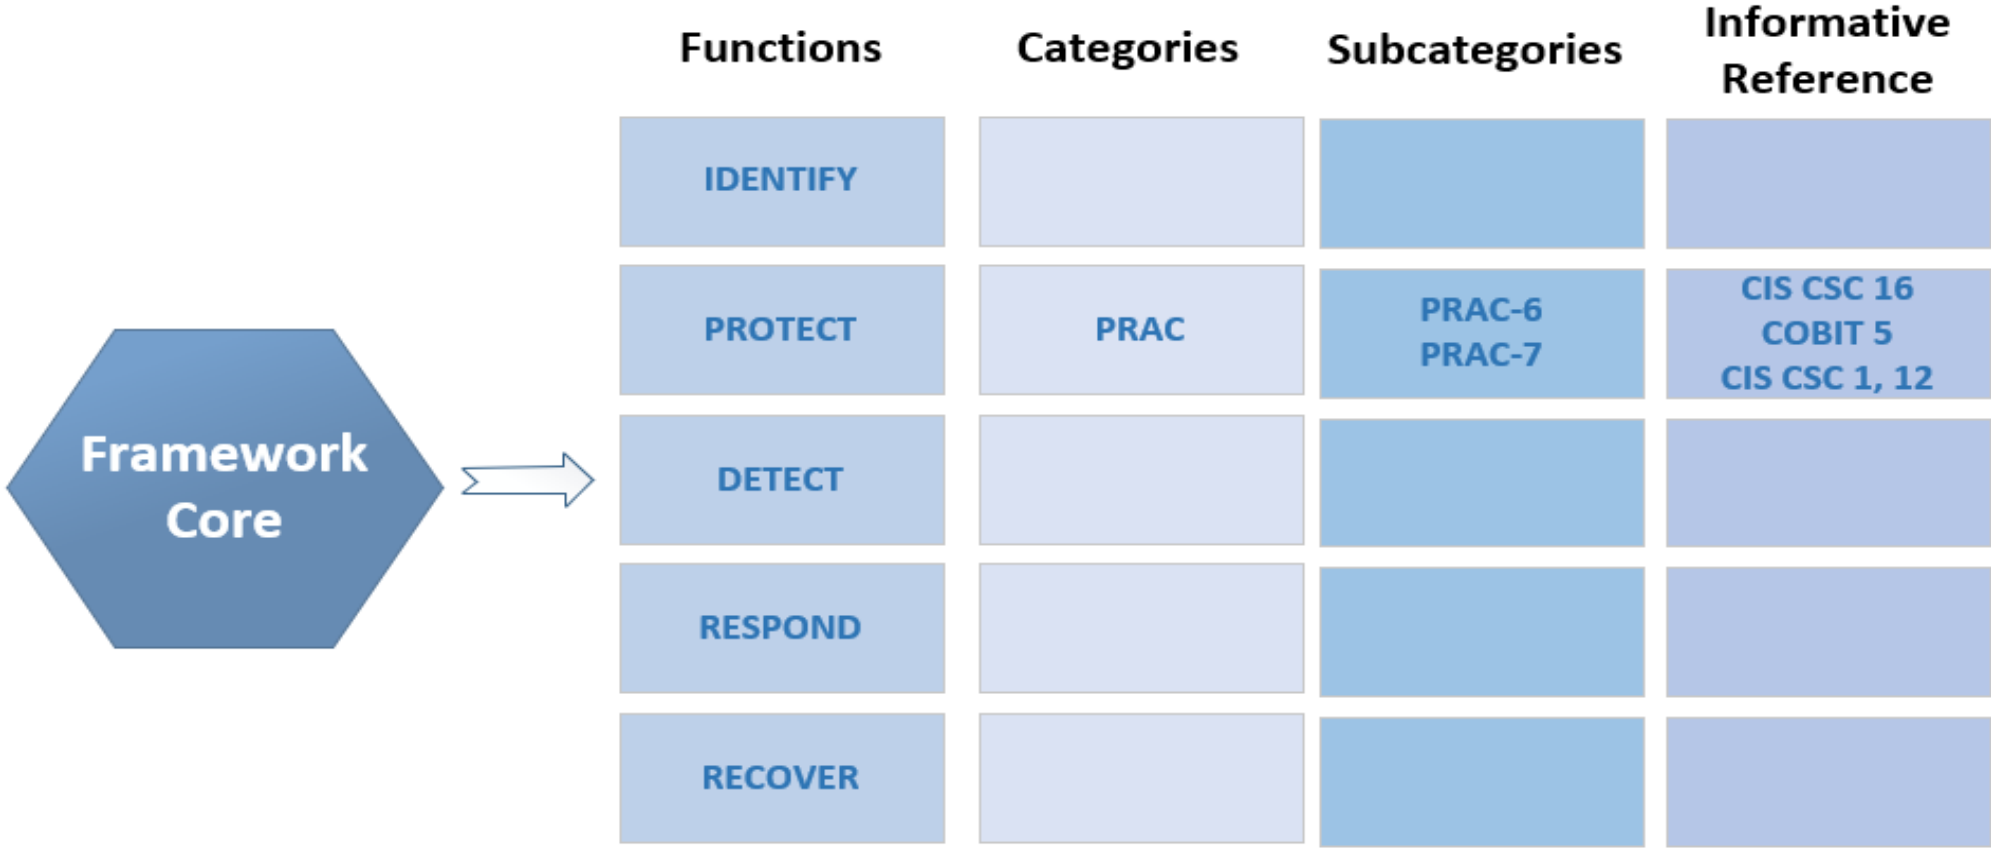 Functions
Categories
Subcategories
Informative
Reference
IDENTIFY
PROTECT
PRAC
PRAC-6
PRAC-7
CIS CSC 16
COBIT 5
CIS CSC 1, 12
Framework
Core
DETECT
RESPOND
RECOVER